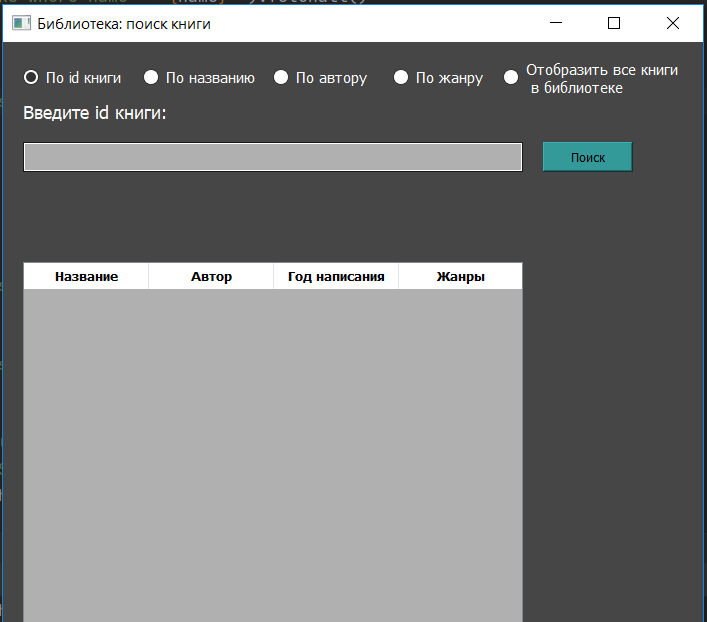 Библиотека: поиск книги
По id книги
По названию
По автору
По жанру
Отобразить все книги
в библиотеке
Введите id книги:
Поиск
Название
Автор
Год написания
Жанры